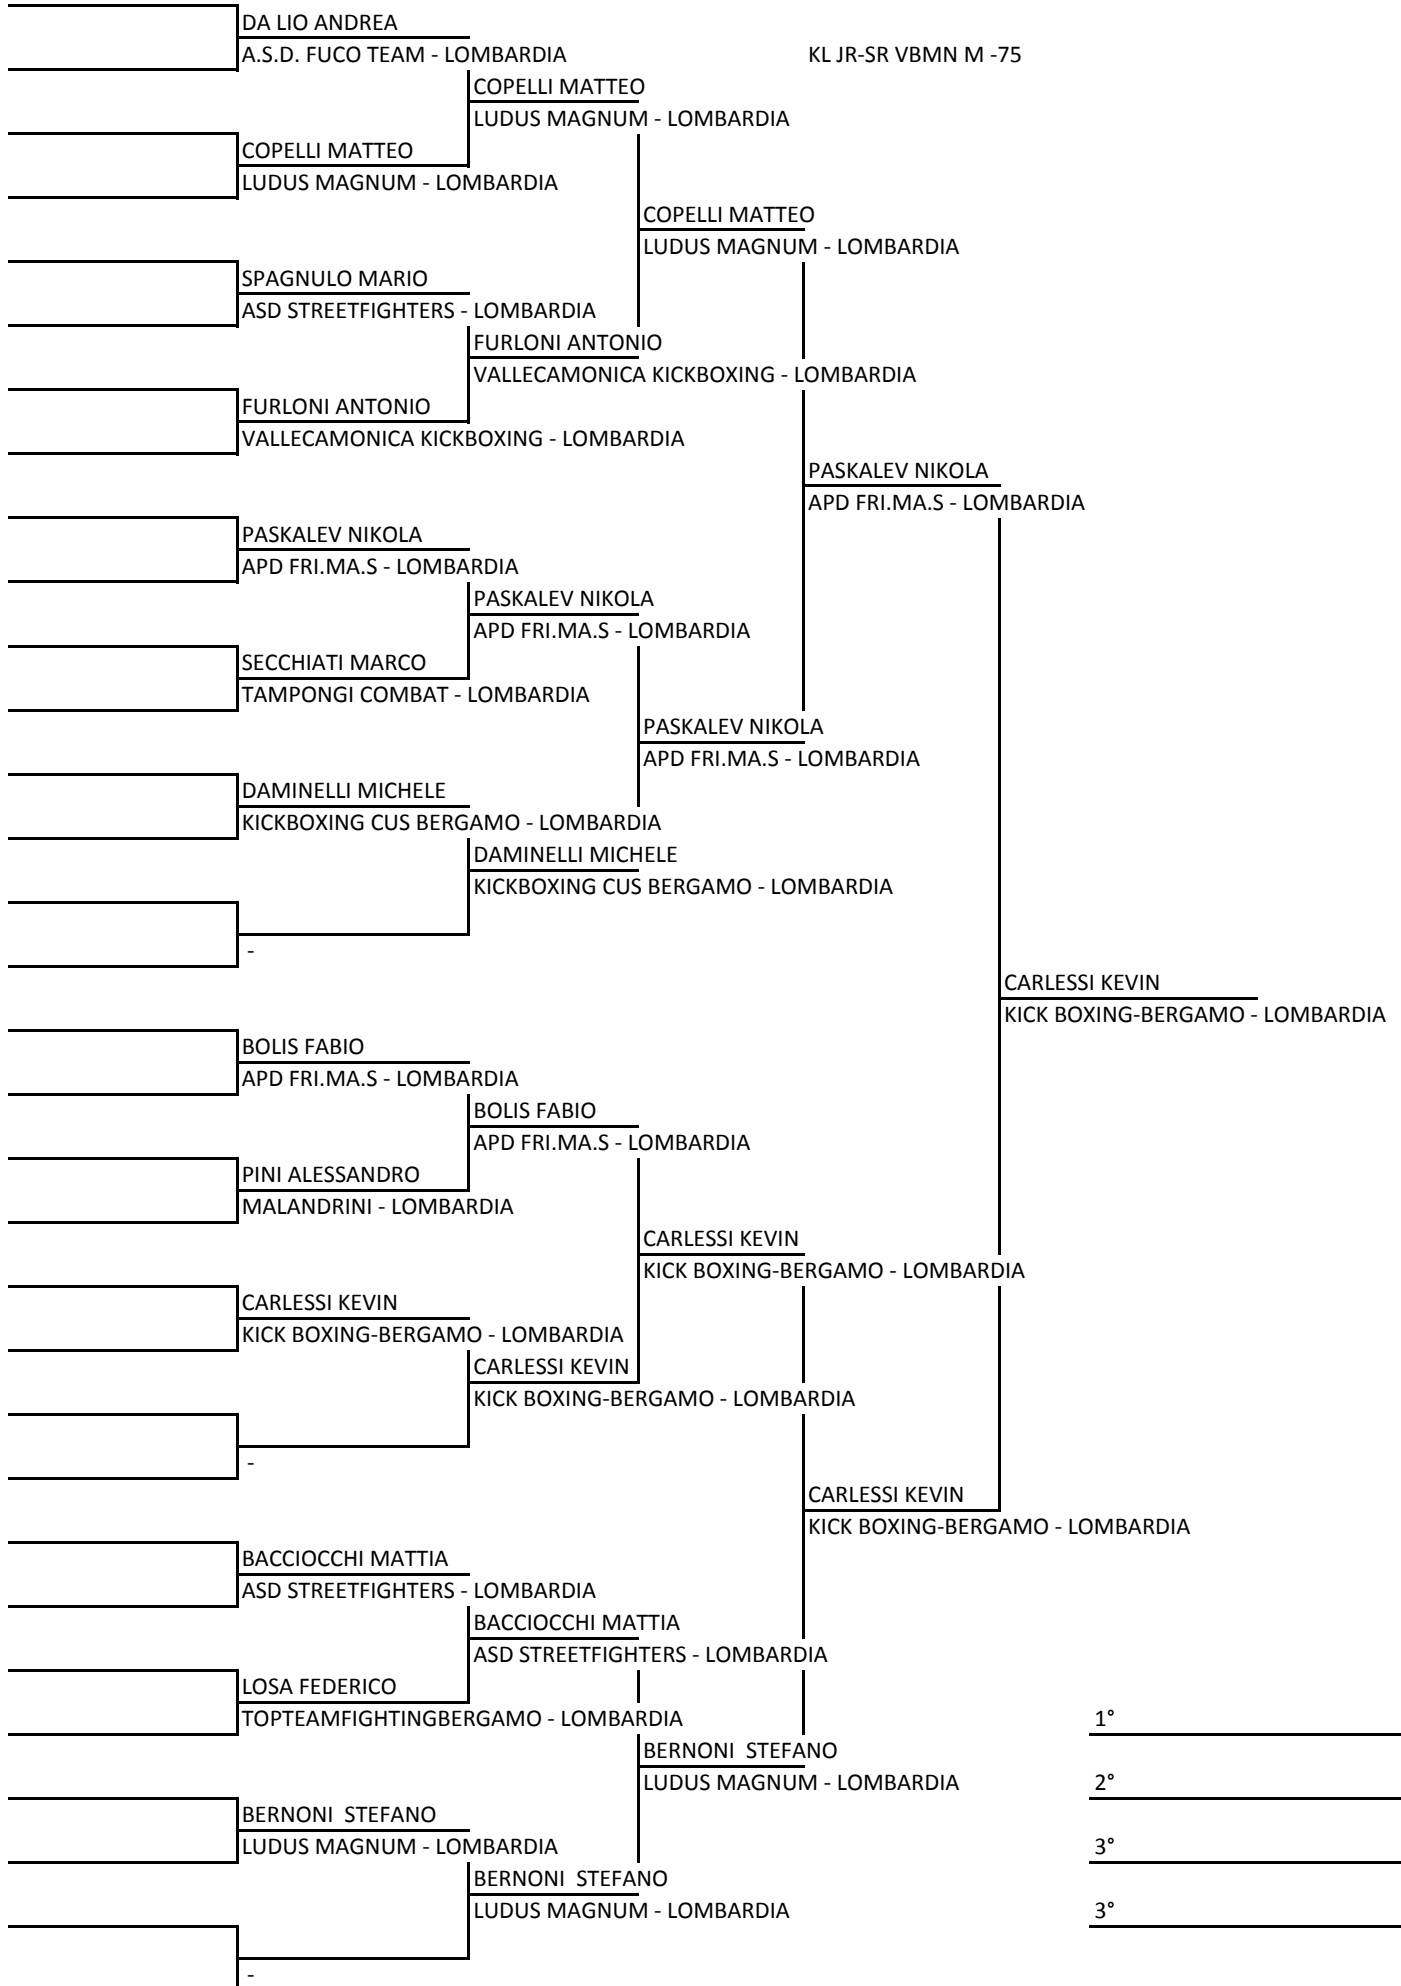 DA LIO ANDREA
A.S.D. FUCO TEAM - LOMBARDIA
KL JR-SR VBMN M -75
COPELLI MATTEO
LUDUS MAGNUM - LOMBARDIA
COPELLI MATTEO
LUDUS MAGNUM - LOMBARDIA
COPELLI MATTEO
LUDUS MAGNUM - LOMBARDIA
SPAGNULO MARIO
ASD STREETFIGHTERS - LOMBARDIA
FURLONI ANTONIO
VALLECAMONICA KICKBOXING - LOMBARDIA
FURLONI ANTONIO
VALLECAMONICA KICKBOXING - LOMBARDIA
PASKALEV NIKOLA
APD FRI.MA.S - LOMBARDIA
PASKALEV NIKOLA
APD FRI.MA.S - LOMBARDIA
PASKALEV NIKOLA
APD FRI.MA.S - LOMBARDIA
SECCHIATI MARCO
TAMPONGI COMBAT - LOMBARDIA
PASKALEV NIKOLA
APD FRI.MA.S - LOMBARDIA
DAMINELLI MICHELE
KICKBOXING CUS BERGAMO - LOMBARDIA
DAMINELLI MICHELE
KICKBOXING CUS BERGAMO - LOMBARDIA
-
CARLESSI KEVIN
KICK BOXING-BERGAMO - LOMBARDIA
BOLIS FABIO
APD FRI.MA.S - LOMBARDIA
BOLIS FABIO
APD FRI.MA.S - LOMBARDIA
PINI ALESSANDRO
MALANDRINI - LOMBARDIA
CARLESSI KEVIN
KICK BOXING-BERGAMO - LOMBARDIA
CARLESSI KEVIN
KICK BOXING-BERGAMO - LOMBARDIA
CARLESSI KEVIN
KICK BOXING-BERGAMO - LOMBARDIA
-
CARLESSI KEVIN
KICK BOXING-BERGAMO - LOMBARDIA
BACCIOCCHI MATTIA
ASD STREETFIGHTERS - LOMBARDIA
BACCIOCCHI MATTIA
ASD STREETFIGHTERS - LOMBARDIA
LOSA FEDERICO
TOPTEAMFIGHTINGBERGAMO - LOMBARDIA
1°
BERNONI  STEFANO
LUDUS MAGNUM - LOMBARDIA
2°
BERNONI  STEFANO
LUDUS MAGNUM - LOMBARDIA
3°
BERNONI  STEFANO
LUDUS MAGNUM - LOMBARDIA
3°
-